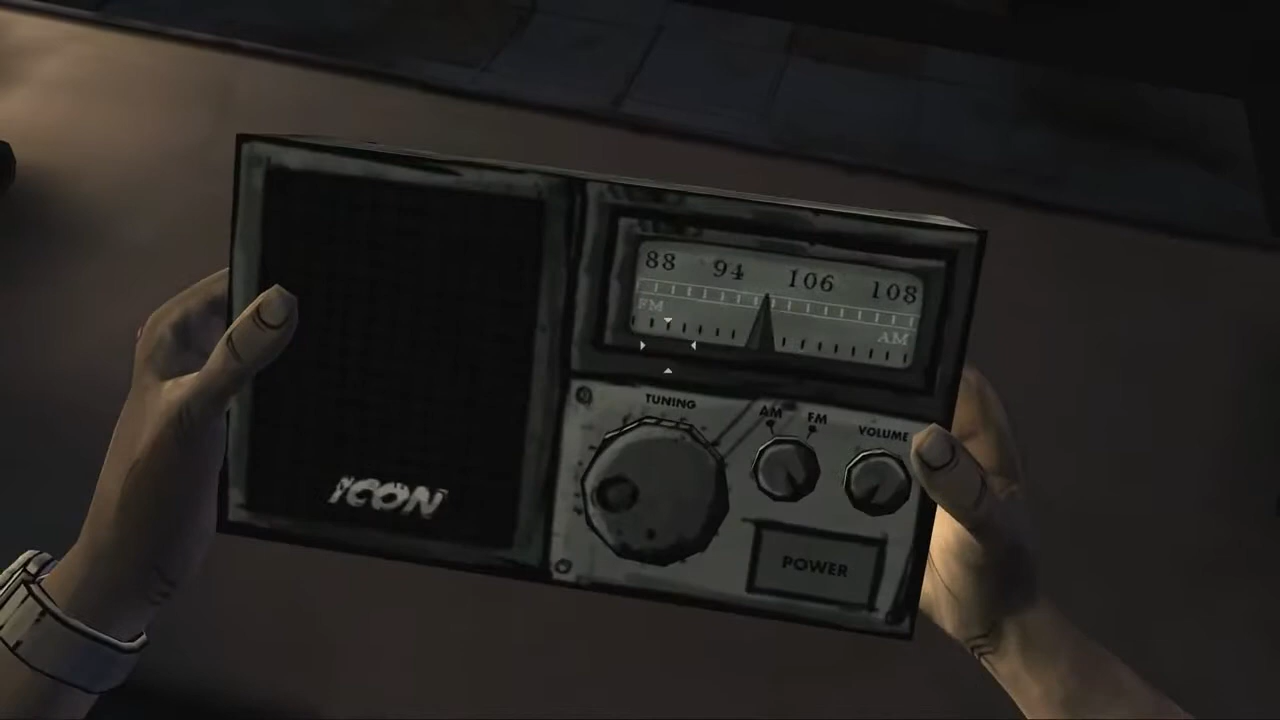 88 94 106 108
FM
AM
TUNING
AM FM
VOLUME
ICON
POWER